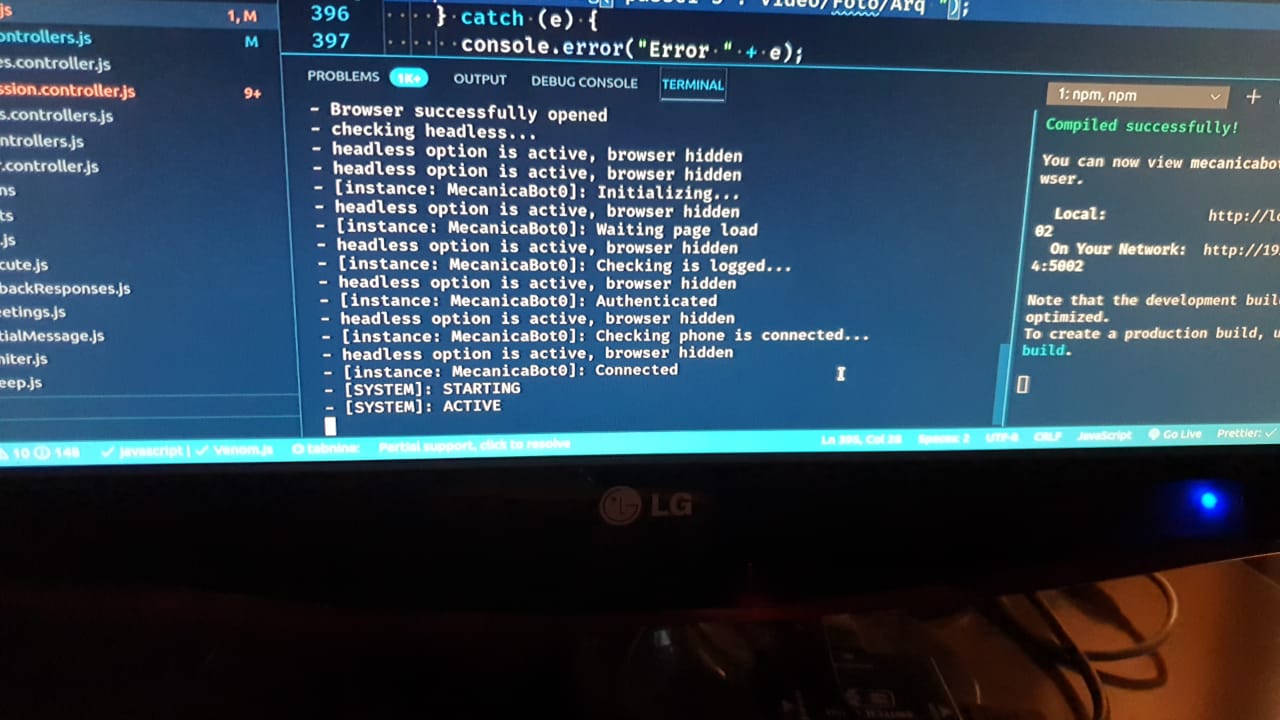 js 1, M
ontrollers.js M
es.controller.js
ssion.controller.js 9+
s.controllers.js
ntrollers.js
r.controller.js
ns
ts
.js
cute.js
backResponses.js
eetings.js
tialMessage.js
niter.js
eep.js
video/Foto/Arq ");
396 } catch (e) {
397 console.error("Error " + e);
PROBLEMS 1K+ OUTPUT DEBUG CONSOLE TERMINAL
1: npm, npm
- Browser successfully opened
- checking headless...
- headless option is active, browser hidden
- headless option is active, browser hidden
- [instance: MecanicaBot0]: Initializing...
- headless option is active, browser hidden
- [instance: MecanicaBot0]: Waiting page load
- headless option is active, browser hidden
- [instance: MecanicaBot0]: Checking is logged...
- headless option is active, browser hidden
- [instance: MecanicaBot0]: Authenticated
- headless option is active, browser hidden
- [instance: MecanicaBot0]: Checking phone is connected...
- headless option is active, browser hidden
- [instance: MecanicaBot0]: Connected
- [SYSTEM]: STARTING
- [SYSTEM]: ACTIVE
Compiled successfully!
You can now view mecanicabot
wser.
Local: http://lo
02
On Your Network: http://19
4:5002
Note that the development buil
optimized.
To create a production build, u
build.
10 148 javascript | Venom.js tabnine: Partial support, click to resolve Ln 395, Col 26 Spaces: 2 UTF-8 CRLF JavaScript Go Live Prettier:
LG